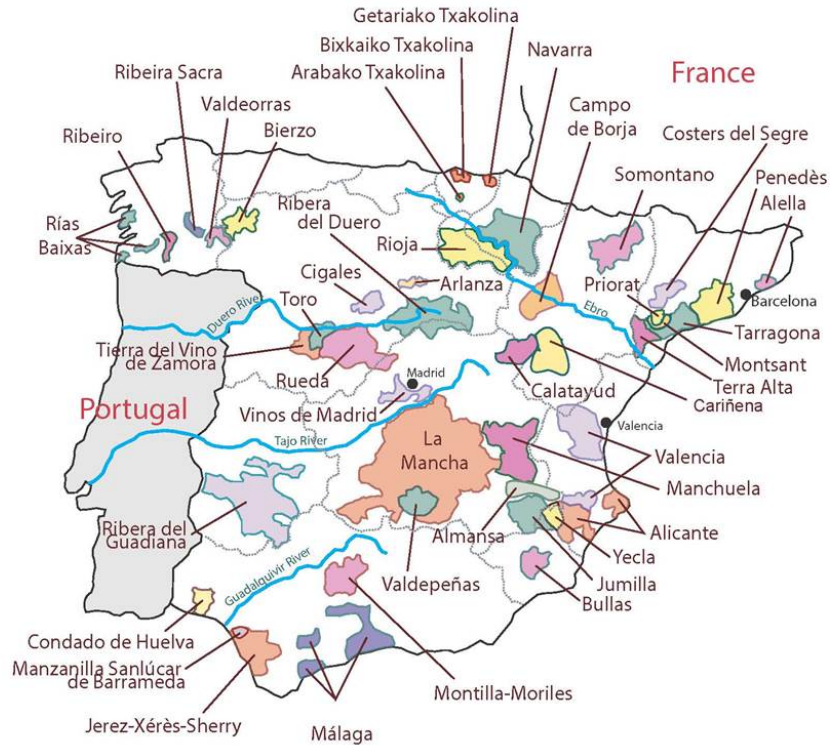 Getariako Txakolina
Bixkaiko Txakolina
Arabako Txakolina
Navarra
France
Ribeira Sacra
Valdeorras
Bierzo
Ribeiro
Campo
de Borja
Costers del Segre
Somontano
Penedès
Alella
Rías
Baixas
Ribera
del Duero
Rioja
Cigales
Arlanza
Priorat
Barcelona
Duero River
Toro
Ebro
Tarragona
Tierra del Vino
de Zamora
Rueda
Montsant
Terra Alta
Calatayud
Cariñena
Portugal
Madrid
Vinos de Madrid
Tajo River
La
Mancha
Valencia
Valencia
Manchuela
Ribera del
Guadiana
Almansa
Alicante
Yecla
Valdepeñas
Jumilla
Bullas
Guadalquivír River
Condado de Huelva
Manzanilla Sanlúcar
de Barrameda
Jerez-Xérès-Sherry
Málaga
Montilla-Moriles